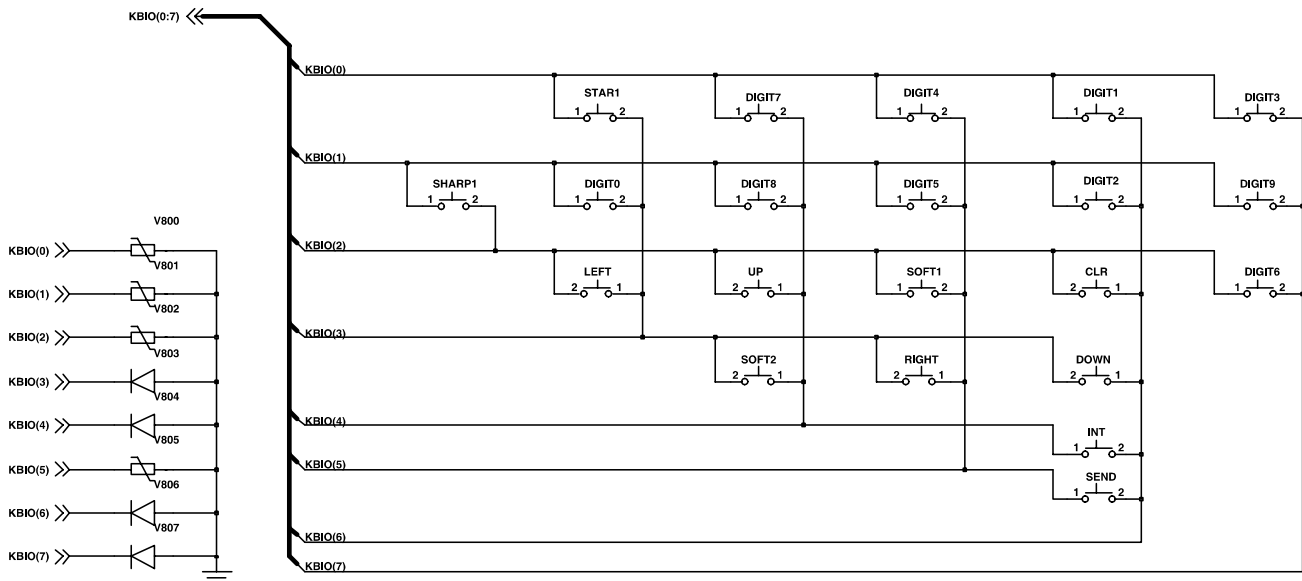 KBIO(0:7)
KBIO(0)
STAR1
DIGIT7
DIGIT4
DIGIT1
DIGIT3
1 2
1 2
1 2
1 2
1 2
KBIO(1)
SHARP1
DIGIT0
DIGIT8
DIGIT5
DIGIT2
DIGIT9
1 2
1 2
1 2
1 2
1 2
1 2
KBIO(2)
LEFT
UP
SOFT1
CLR
DIGIT6
2 1
2 1
1 2
2 1
1 2
KBIO(3)
SOFT2
RIGHT
DOWN
2 1
2 1
2 1
KBIO(4)
INT
1 2
KBIO(5)
SEND
1 2
KBIO(6)
KBIO(7)
V800
KBIO(0)
V801
KBIO(1)
V802
KBIO(2)
V803
KBIO(3)
V804
KBIO(4)
V805
KBIO(5)
V806
KBIO(6)
V807
KBIO(7)